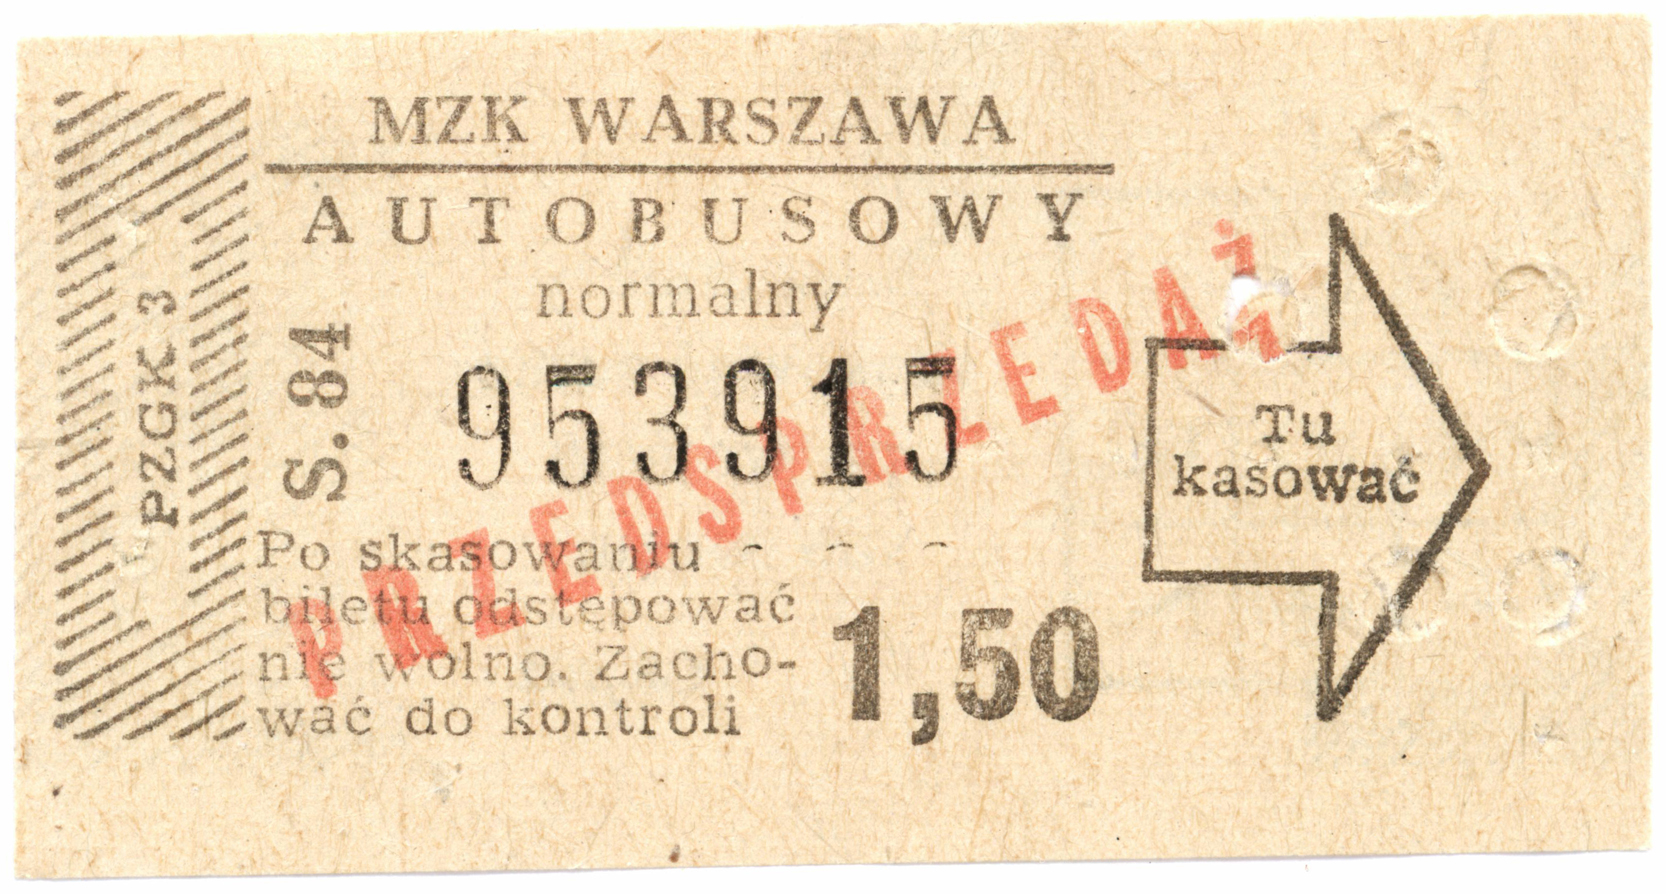 MZK WARSZAWA
AUTOBUSOWY
normalny
953915
PRZEDSPRZEDAŻ
PZGK 3
S. 84
Po skasowaniu
biletu odstępować
nie wolno. Zacho-
wać do kontroli
1,50
Tu
kasować